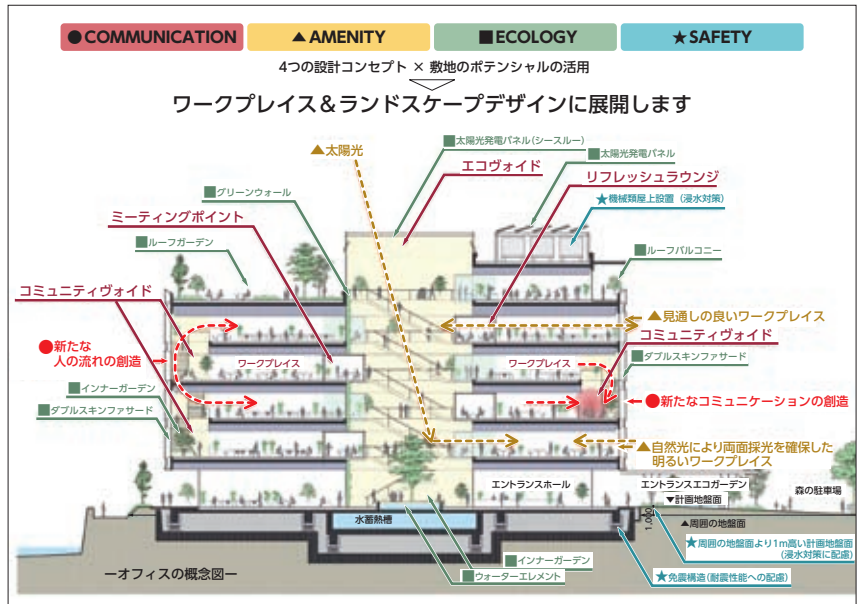 ●COMMUNICATION
▲AMENITY
■ECOLOGY
★SAFETY
4つの設計コンセプト × 敷地のポテンシャルの活用
ワークプレイス&ランドスケープデザインに展開します
■太陽光発電パネル(シースルー)
▲太陽光
■太陽光発電パネル
エコヴォイド
リフレッシュラウンジ
■グリーンウォール
★機械類屋上設置(浸水対策)
ミーティングポイント
■ルーフガーデン
■ルーフバルコニー
コミュニティヴォイド
▲見通しの良いワークプレイス
コミュニティヴォイド
●新たな
人の流れの創造
ワークプレイス
ワークプレイス
■ダブルスキンファサード
■インナーガーデン
●新たなコミュニケーションの創造
■ダブルスキンファサード
▲自然光により両面採光を確保した
明るいワークプレイス
エントランスホール
エントランスエコガーデン
▼計画地盤面
森の駐車場
水蓄熱槽
1,000
▲周囲の地盤面
★周囲の地盤面より1m高い計画地盤面
(浸水対策に配慮)
■インナーガーデン
■ウォーターエレメント
★免震構造(耐震性能への配慮)
ーオフィスの概念図ー